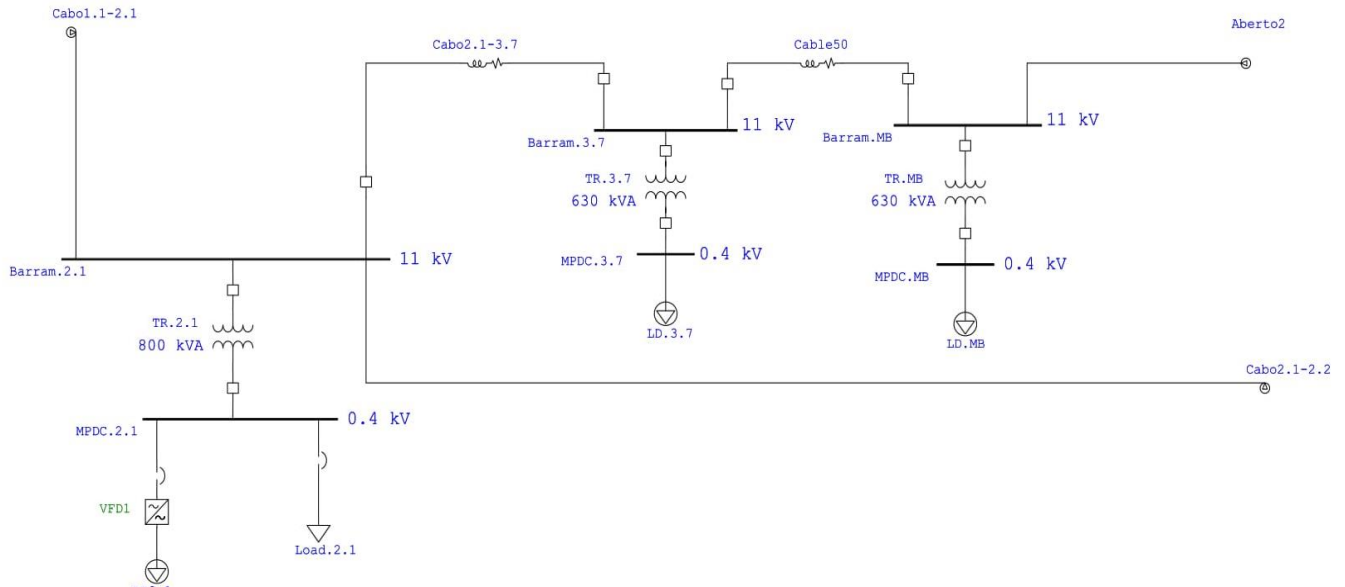 Cabo1.1-2.1
Aberto2
Cabo2.1-3.7
Cable50
11 kV
11 kV
Barram.3.7
Barram.MB
TR.3.7
630 kVA
TR.MB
630 kVA
0.4 kV
MPDC.3.7
0.4 kV
MPDC.MB
11 kV
Barram.2.1
TR.2.1
800 kVA
LD.3.7
LD.MB
Cabo2.1-2.2
0.4 kV
MPDC.2.1
VFD1
Load.2.1